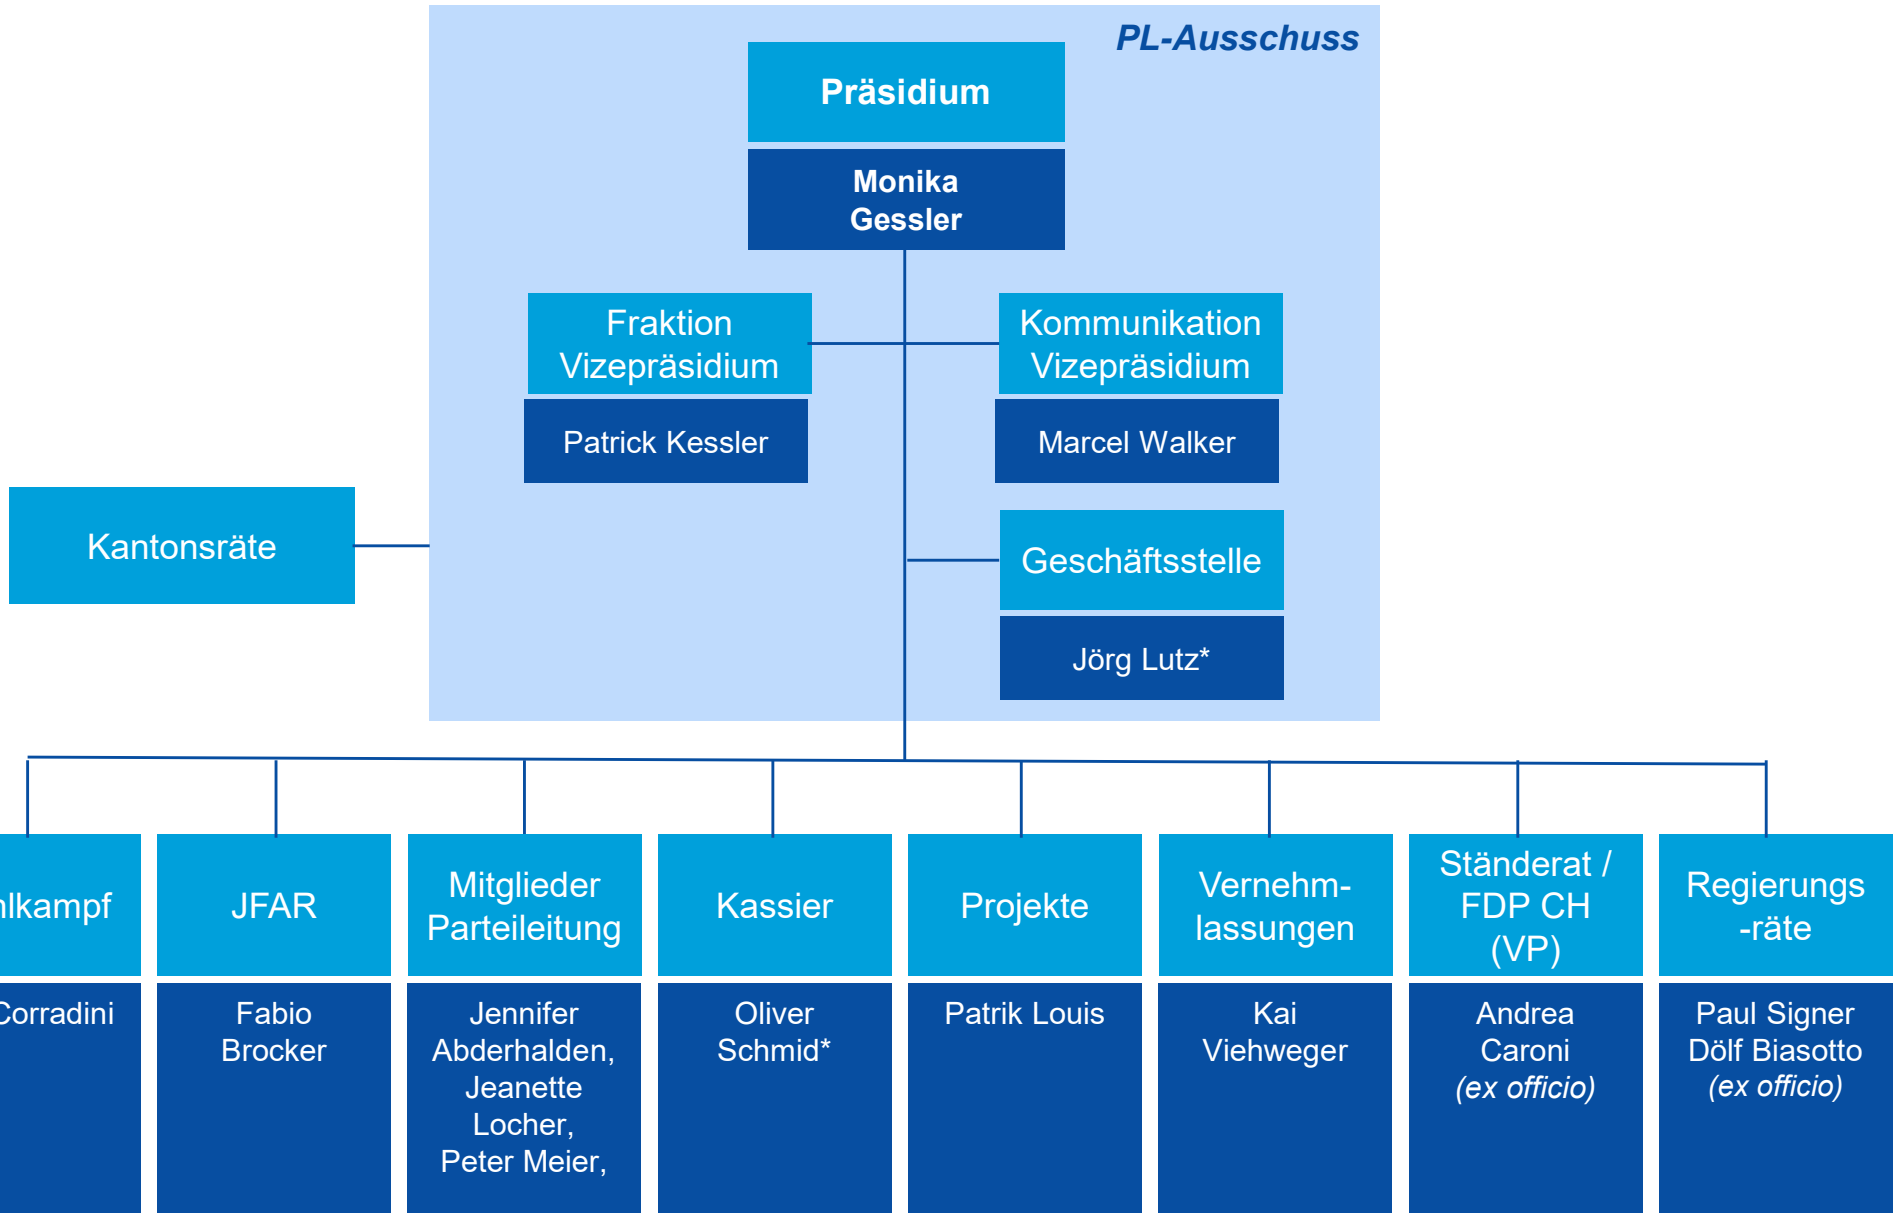 PL-Ausschuss
Präsidium
Monika
Gessler
Fraktion
Vizepräsidium
Kommunikation
Vizepräsidium
Patrick Kessler
Marcel Walker
Kantonsräte
Geschäftsstelle
Jörg Lutz*
lkampf
JFAR
Mitglieder
Parteileitung
Kassier
Projekte
Vernehm-
lassungen
Ständerat /
FDP CH
(VP)
Regierungs
-räte
Corradini
Fabio
Brocker
Jennifer
Abderhalden,
Jeanette
Locher,
Peter Meier,
Oliver
Schmid*
Patrik Louis
Kai
Viehweger
Andrea
Caroni
(ex officio)
Paul Signer
Dölf Biasotto
(ex officio)